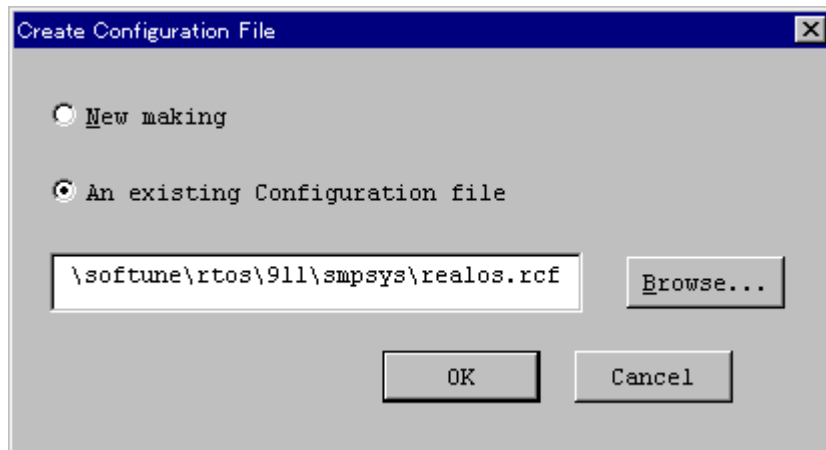 Create Configuration File
New making
An existing Configuration file
\softune\rtos\911\smpsys\realos.rcf
Browse...
OK
Cancel